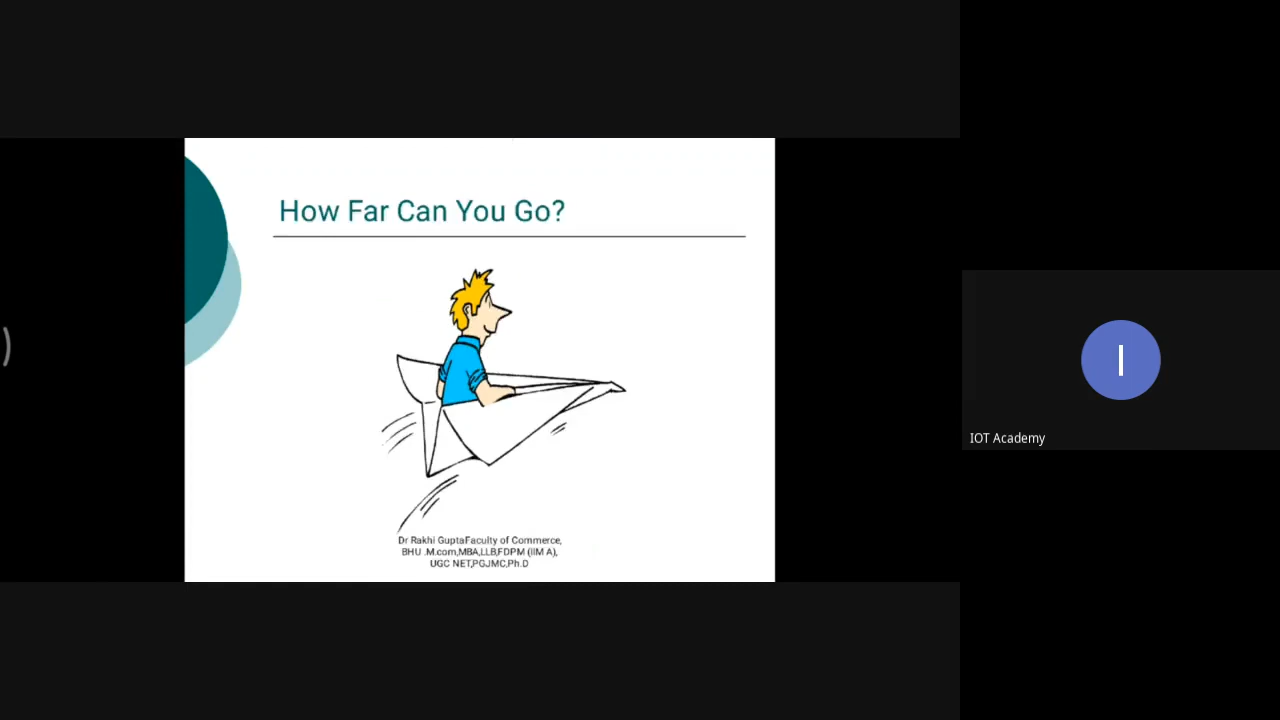 How Far Can You Go?
Dr Rakhi GuptaFaculty of Commerce,
BHU .M.com,MBA,LLB,FDPM (IIM A),
UGC NET,PGJMC,Ph.D
I
IOT Academy